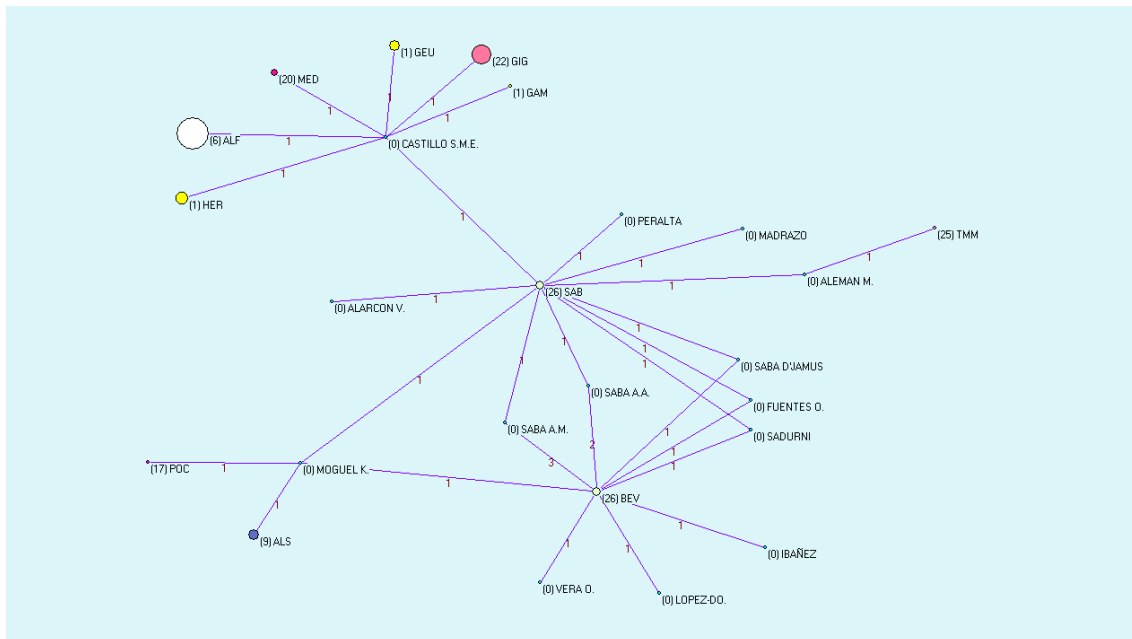 (1) GEU
(22) GIG
(20) MED
1
1
(1) GAM
1
1
(6) ALF
1
(0) CASTILLO S.M.E.
1
(1) HER
1
(0) PERALTA
(0) MADRAZO
(25) TMM
1
1
1
(0) ALEMAN M.
1
(26) SAB
(0) ALARCON V.
1
1
1
1
1
1
(0) SABA D'JAMUS
1
(0) SABA A.A.
(0) FUENTES O.
(0) SABA A.M.
1
(0) SADURNI
2
1
3
1
(17) POC
1
(0) MOGUEL K.
1
(26) BEV
1
(9) ALS
1
1
1
(0) IBAÑEZ
(0) VERA O.
(0) LOPEZ-DO.